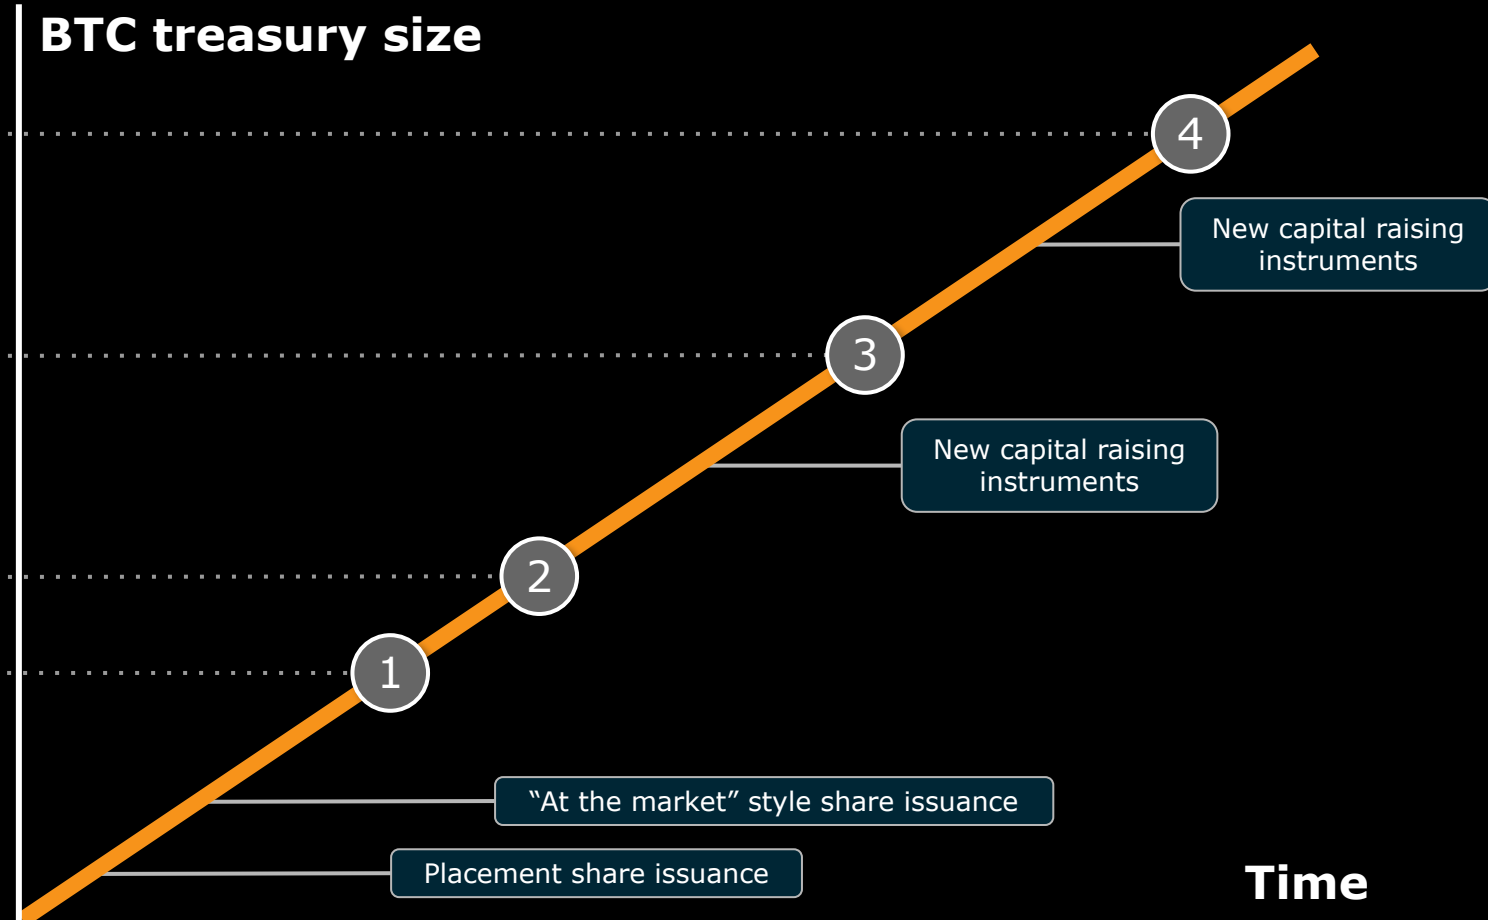 BTC treasury size
4
New capital raising
instruments
3
New capital raising
instruments
2
1
“At the market” style share issuance
Placement share issuance
Time